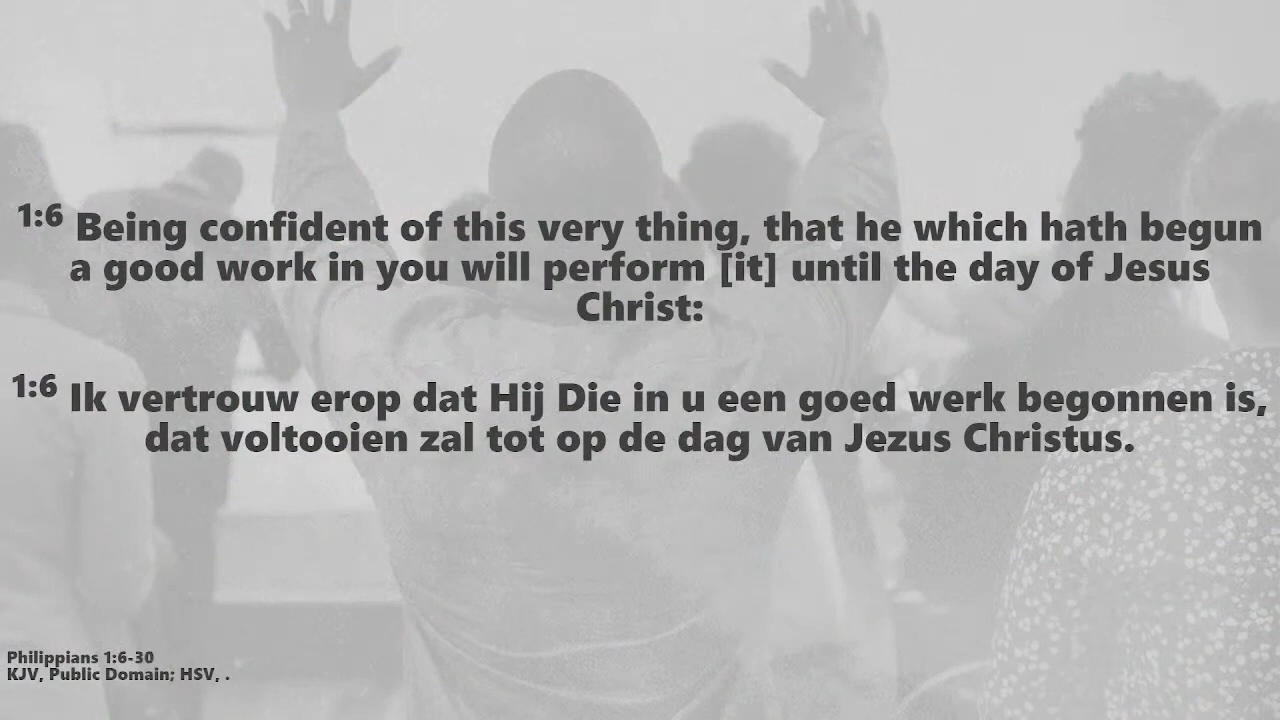 1:6 Being confident of this very thing, that he which hath begun
a good work in you will perform [it] until the day of Jesus
Christ:
1:6 Ik vertrouw erop dat Hij Die in u een goed werk begonnen is,
dat voltooien zal tot op de dag van Jezus Christus.
Philippians 1:6-30
KJV, Public Domain; HSV, .